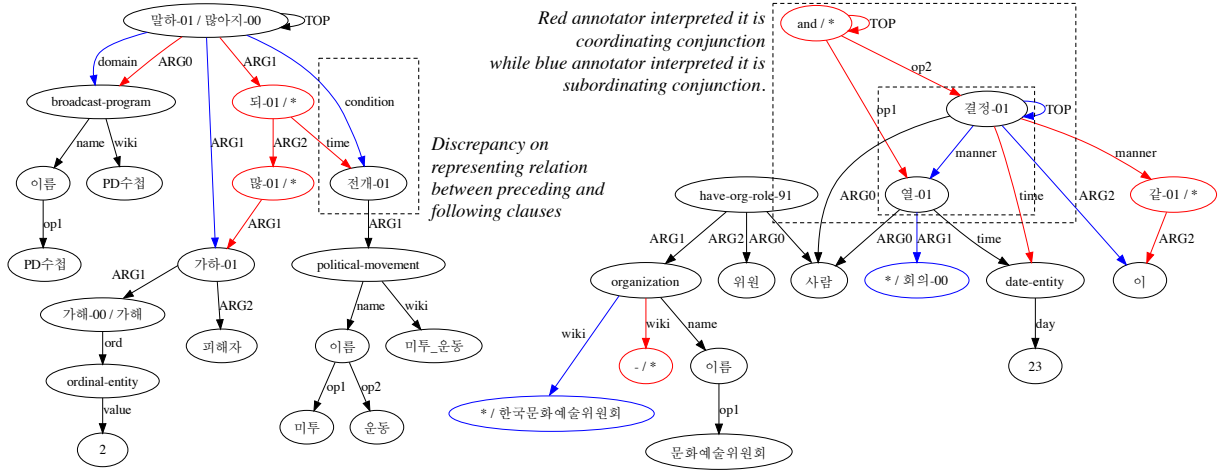 말하-01 / 많아지-00
TOP
domain
ARG0
ARG1
ARG1
condition
broadcast-program
되-01 / *
name
wiki
ARG2
time
이름
PD수첩
많-01 / *
전개-01
op1
ARG1
ARG1
PD수첩
가하-01
political-movement
ARG1
ARG2
name
wiki
가해-00 / 가해
피해자
이름
미투_운동
ord
op1
op2
ordinal-entity
미투
운동
value
2
Discrepancy on
representing relation
between preceding and
following clauses
Red annotator interpreted it is
coordinating conjunction
while blue annotator interpreted it is
subordinating conjunction.
and / *
TOP
op2
op1
결정-01
TOP
manner
manner
ARG0
time
ARG2
have-org-role-91
열-01
같-01 / *
ARG1
ARG2
ARG0
ARG0
ARG1
time
ARG2
organization
위원
사람
* / 회의-00
date-entity
이
wiki
wiki
name
day
- / *
이름
23
op1
* / 한국문화예술위원회
문화예술위원회